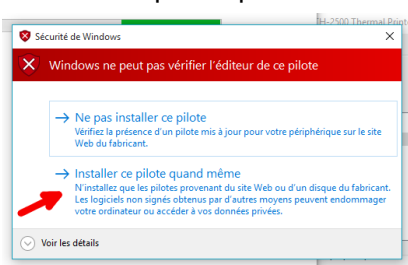 H-2500 Thermal Print
Sécurité de Windows
Windows ne peut pas vérifier l'éditeur de ce pilote
Ne pas installer ce pilote
Vérifiez la présence d'un pilote mis à jour pour votre périphérique sur le site
Web du fabricant.
Installer ce pilote quand même
N'installez que les pilotes provenant du site Web ou d'un disque du fabricant.
Les logiciels non signés obtenus par d'autres moyens peuvent endommager
votre ordinateur ou accéder à vos données privées.
Voir les détails